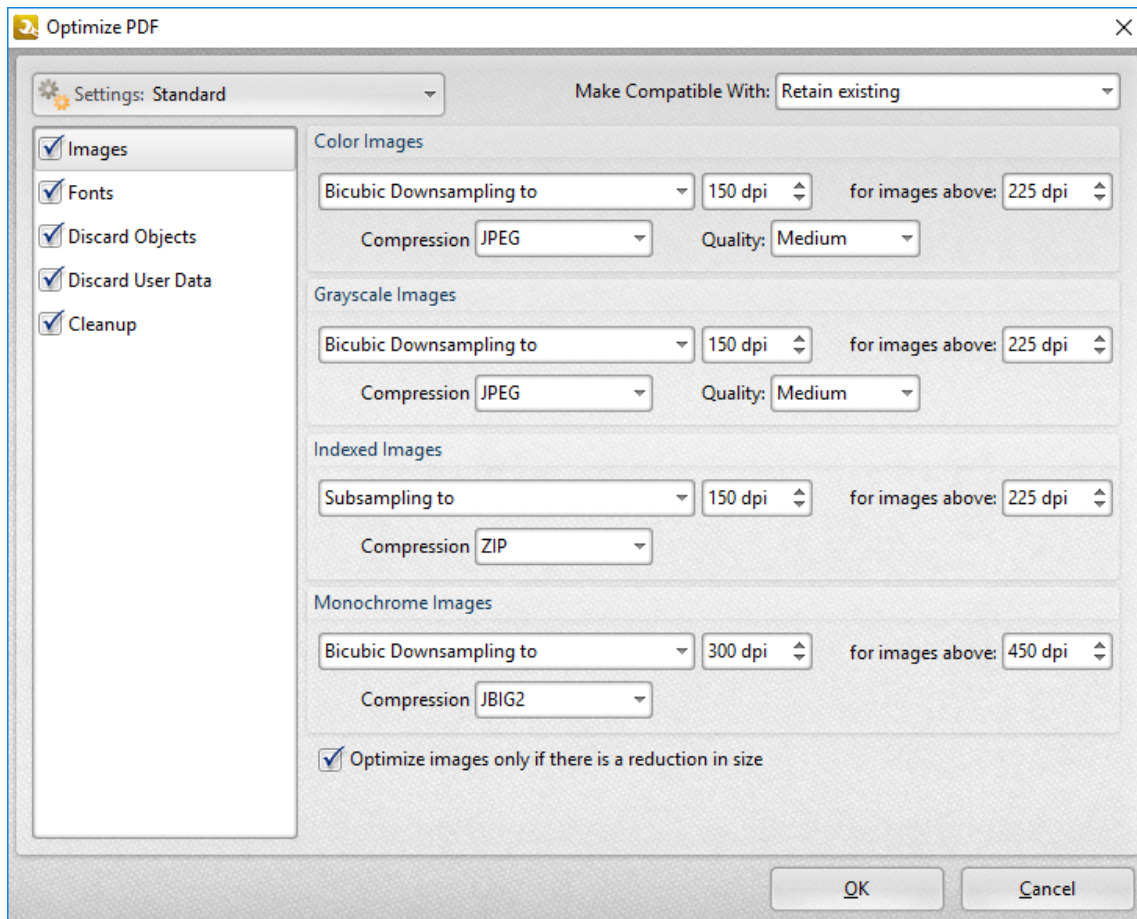 Optimize PDF
Settings: Standard
Make Compatible With: Retain existing
Images
Fonts
Discard Objects
Discard User Data
Cleanup
Color Images
Bicubic Downsampling to 150 dpi for images above: 225 dpi
Compression JPEG Quality: Medium
Grayscale Images
Bicubic Downsampling to 150 dpi for images above: 225 dpi
Compression JPEG Quality: Medium
Indexed Images
Subsampling to 150 dpi for images above: 225 dpi
Compression ZIP
Monochrome Images
Bicubic Downsampling to 300 dpi for images above: 450 dpi
Compression JBIG2
Optimize images only if there is a reduction in size
OK Cancel